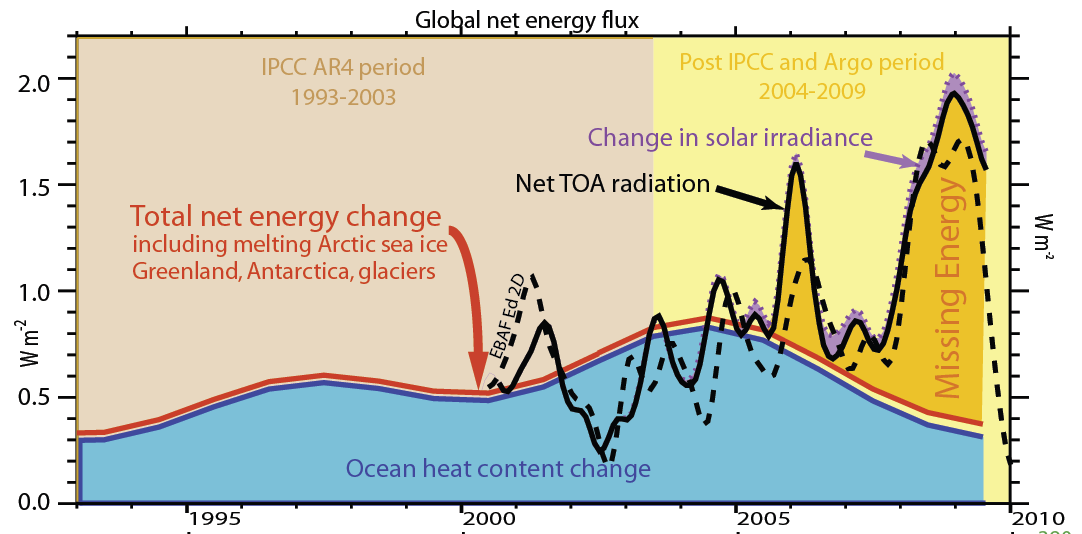 Global net energy flux
IPCC AR4 period
1993-2003
Post IPCC and Argo period
2004-2009
Change in solar irradiance
Net TOA radiation
Total net energy change
including melting Arctic sea ice
Greenland, Antarctica, glaciers
EBAF Ed 2D
Missing Energy
Ocean heat content change
W m-2
2.0
1.5
1.0
0.5
0.0
W m-2
1995
2000
2005
2010